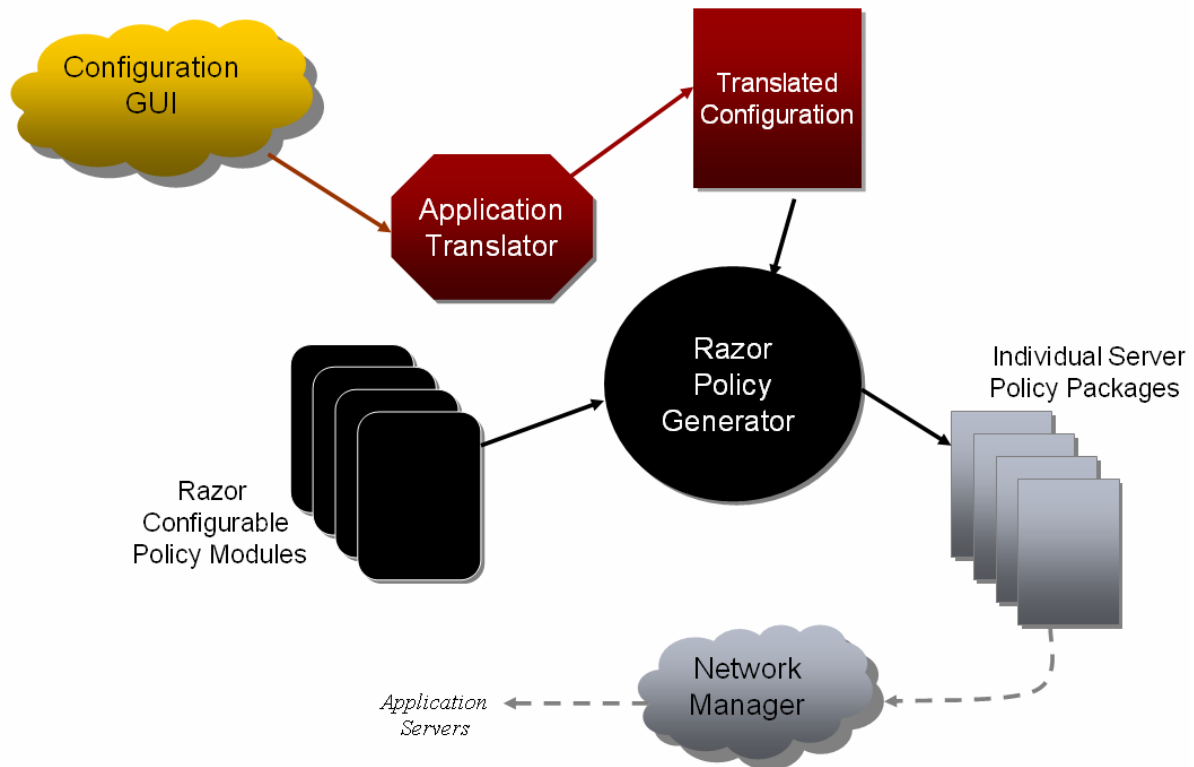 Configuration
GUI
Translated
Configuration
Application
Translator
Razor
Policy
Generator
Individual Server
Policy Packages
Razor
Configurable
Policy Modules
Network
Manager
Application
Servers